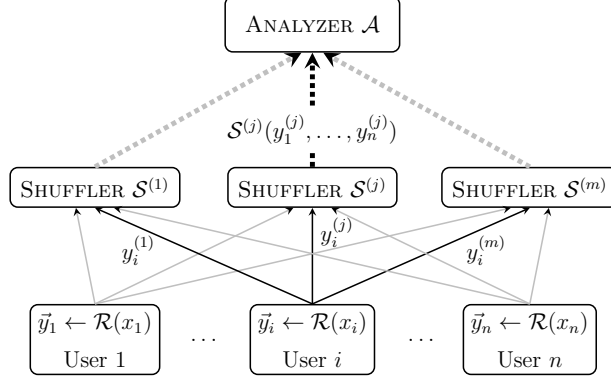 ANALYZER 𝒜
𝒮^(j)(y_1^(j), . . . , y_n^(j))
SHUFFLER 𝒮^(1) SHUFFLER 𝒮^(j) SHUFFLER 𝒮^(m)
y_i^(1) y_i^(j) y_i^(m)
y⃗_1 ← ℛ(x_1) y⃗_i ← ℛ(x_i) y⃗_n ← ℛ(x_n)
. . . . . .
User 1 User i User n